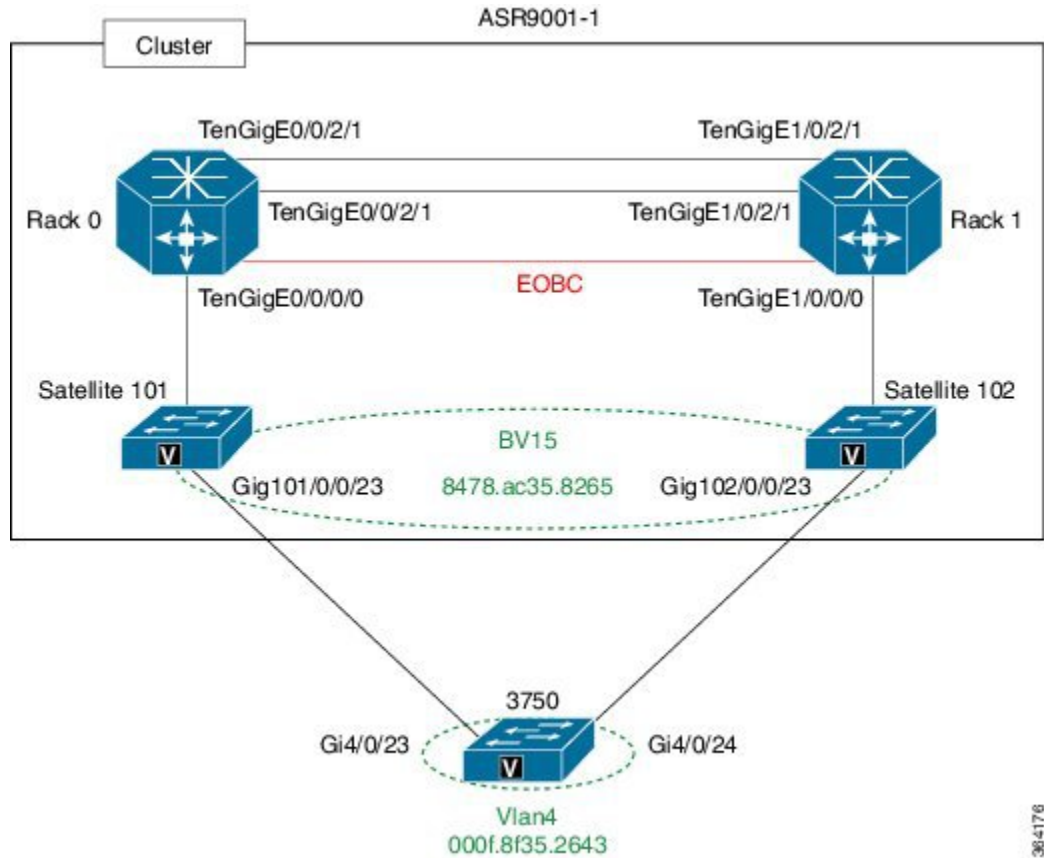 ASR9001-1
Cluster
TenGigE0/0/2/1
TenGigE1/0/2/1
Rack 0
TenGigE0/0/2/1
TenGigE1/0/2/1
Rack 1
EOBC
TenGigE0/0/0/0
TenGigE1/0/0/0
Satellite 101
Satellite 102
BV15
V
V
Gig101/0/0/23
8478.ac35.8265
Gig102/0/0/23
3750
Gi4/0/23
Gi4/0/24
V
Vlan4
000f.8f35.2643
364176